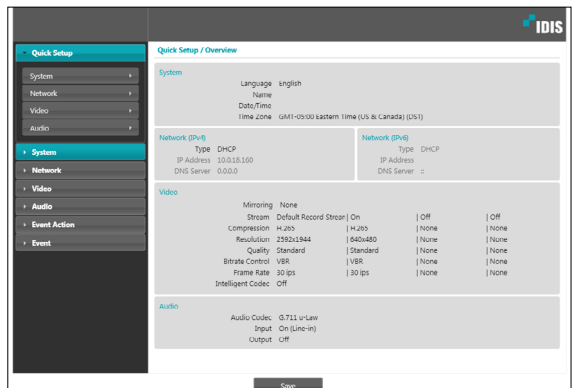 IDIS
Quick Setup
System
Network
Video
Audio
System
Network
Video
Audio
Event Action
Event
Quick Setup / Overview
System
Language English
Name
Date/Time
Time Zone GMT-05:00 Eastern Time (US & Canada) (DST)
Network (IPv4)
Type DHCP
IP Address 10.0.18.160
DNS Server 0.0.0.0
Network (IPv6)
Type DHCP
IP Address
DNS Server ::
Video
Mirroring None
Stream Default Record Strear | On | Off | Off
Compression H.265 | H.265 | None | None
Resolution 2592x1944 | 640x480 | None | None
Quality Standard | Standard | None | None
Bitrate Control VBR | VBR | None | None
Frame Rate 30 ips | 30 ips | None | None
Intelligent Codec Off
Audio
Audio Codec G.711 u-Law
Input On (Line-in)
Output Off
Save